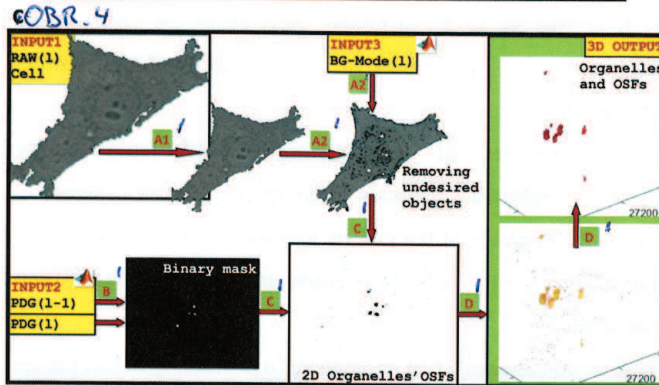 COBR. 4
INPUT1
RAW(l)
Cell
INPUT3
BG-Mode(l)
3D OUTPUT
Organelles
and OSFs
A1
A2
A2
Removing
undesired
objects
27200
C
D
INPUT2
PDG(l-1)
PDG(l)
B
Binary mask
C
2D Organelles'OSFs
D
27200